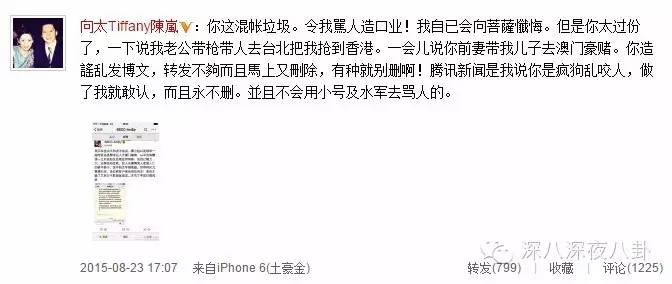 向太Tiffany陳嵐：你这混帐垃圾。令我罵人造口业！我自已会向菩薩懺悔。但是你太过份
了，一下说我老公带枪带人去台北把我抢到香港。一会儿说你前妻带我儿子去澳门豪赌。你造
謠乱发博文，转发不夠而且馬上又刪除，有种就别删啊！腾讯新闻是我说你是疯狗乱咬人，做
了我就敢认，而且永不删。並且不会用小号及水军去骂人的。
2015-08-23 17:07 来自iPhone 6(土豪金) 转发(799) | 收藏 | 评论(1225)
深八深夜八卦